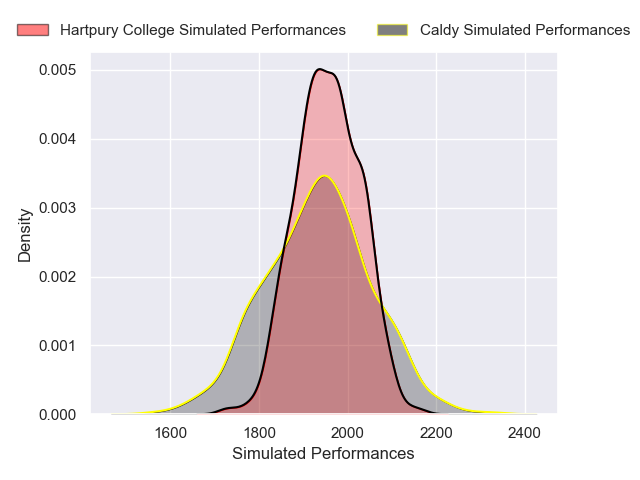 Hartpury College Simulated Performances Caldy Simulated Performances
0.005
0.004
0.003
0.002
0.001
0.000
Density
1600 1800 2000 2200 2400
Simulated Performances